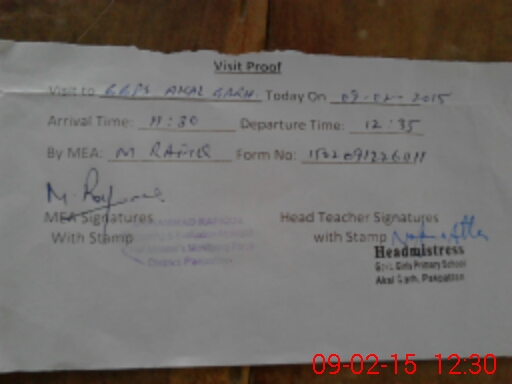 Visit Proof
Visit to GGPS AKAL GARH Today On 09-02-2015
Arrival Time: 11:30 Departure Time: 12:35
By MEA: M RAFIQ Form No:
MEA Signatures Head Teacher Signatures
With Stamp with Stamp
Headmistress
Govt. Girls Primary School
Akal Garh, Pakpattan
09-02-15 12:30